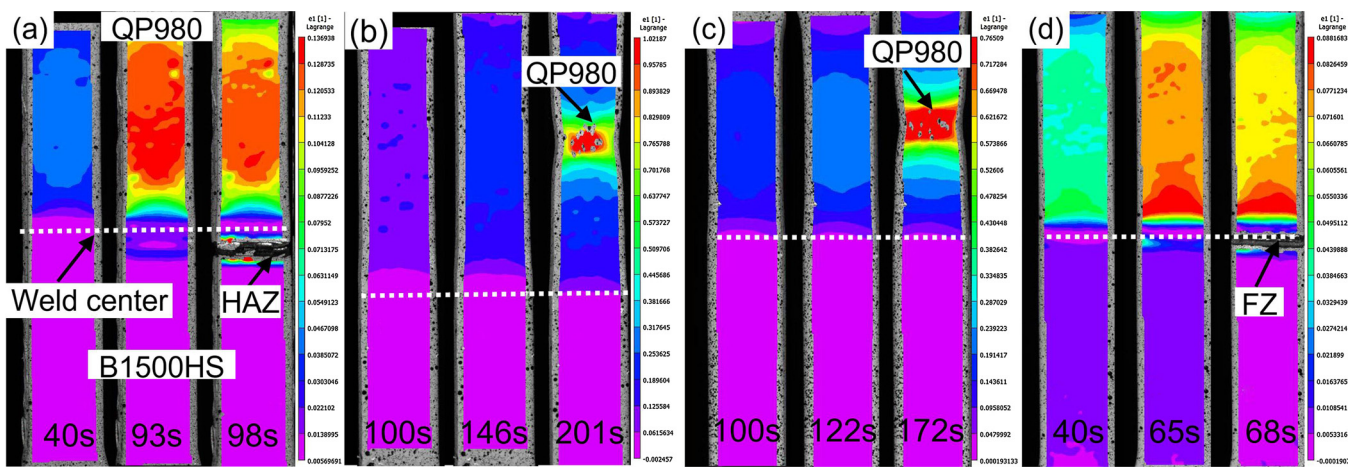 (a)
QP980
e1 [1] -
Lagrange
0.136938
0.128735
0.120533
0.11233
0.104128
0.0959252
0.0877226
0.07952
0.0713175
0.0631149
0.0549123
0.0467098
0.0385072
0.0303046
0.022102
0.0138995
0.00569691
Weld center
HAZ
B1500HS
40s
93s
98s
(b)
QP980
e1 [1] -
Lagrange
1.02187
0.95785
0.893829
0.829809
0.765788
0.701768
0.637747
0.573727
0.509706
0.445686
0.381666
0.317645
0.253625
0.189604
0.125584
0.0615634
-0.002457
100s
146s
201s
(c)
QP980
e1 [1] -
Lagrange
0.76509
0.717284
0.669478
0.621672
0.573866
0.52606
0.478254
0.430448
0.382642
0.334835
0.287029
0.239223
0.191417
0.143611
0.0958052
0.0479992
0.000193133
100s
122s
172s
(d)
e1 [1] -
Lagrange
0.0881683
0.0826459
0.0771234
0.071601
0.0660785
0.0605561
0.0550337
0.0495112
0.0439888
0.0384663
0.0329439
0.0274214
0.021899
0.0163765
0.0108541
0.0053316
-0.0001907
FZ
40s
65s
68s